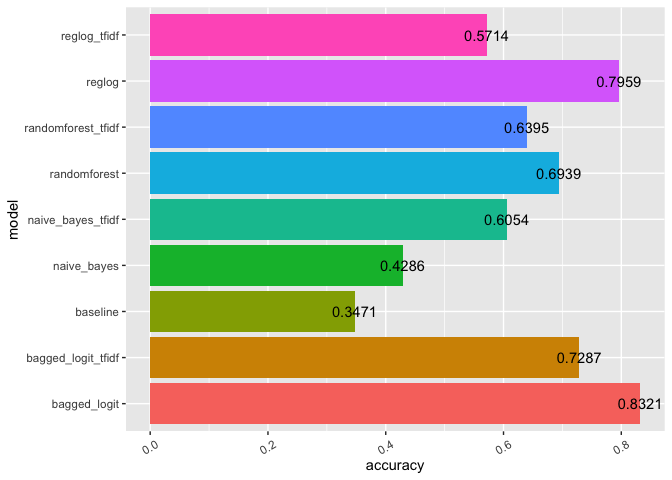 model
reglog_tfidf
0.5714
reglog
0.7959
randomforest_tfidf
0.6395
randomforest
0.6939
naive_bayes_tfidf
0.6054
naive_bayes
0.4286
baseline
0.3471
bagged_logit_tfidf
0.7287
bagged_logit
0.8321
0.0 0.2 0.4 0.6 0.8
accuracy